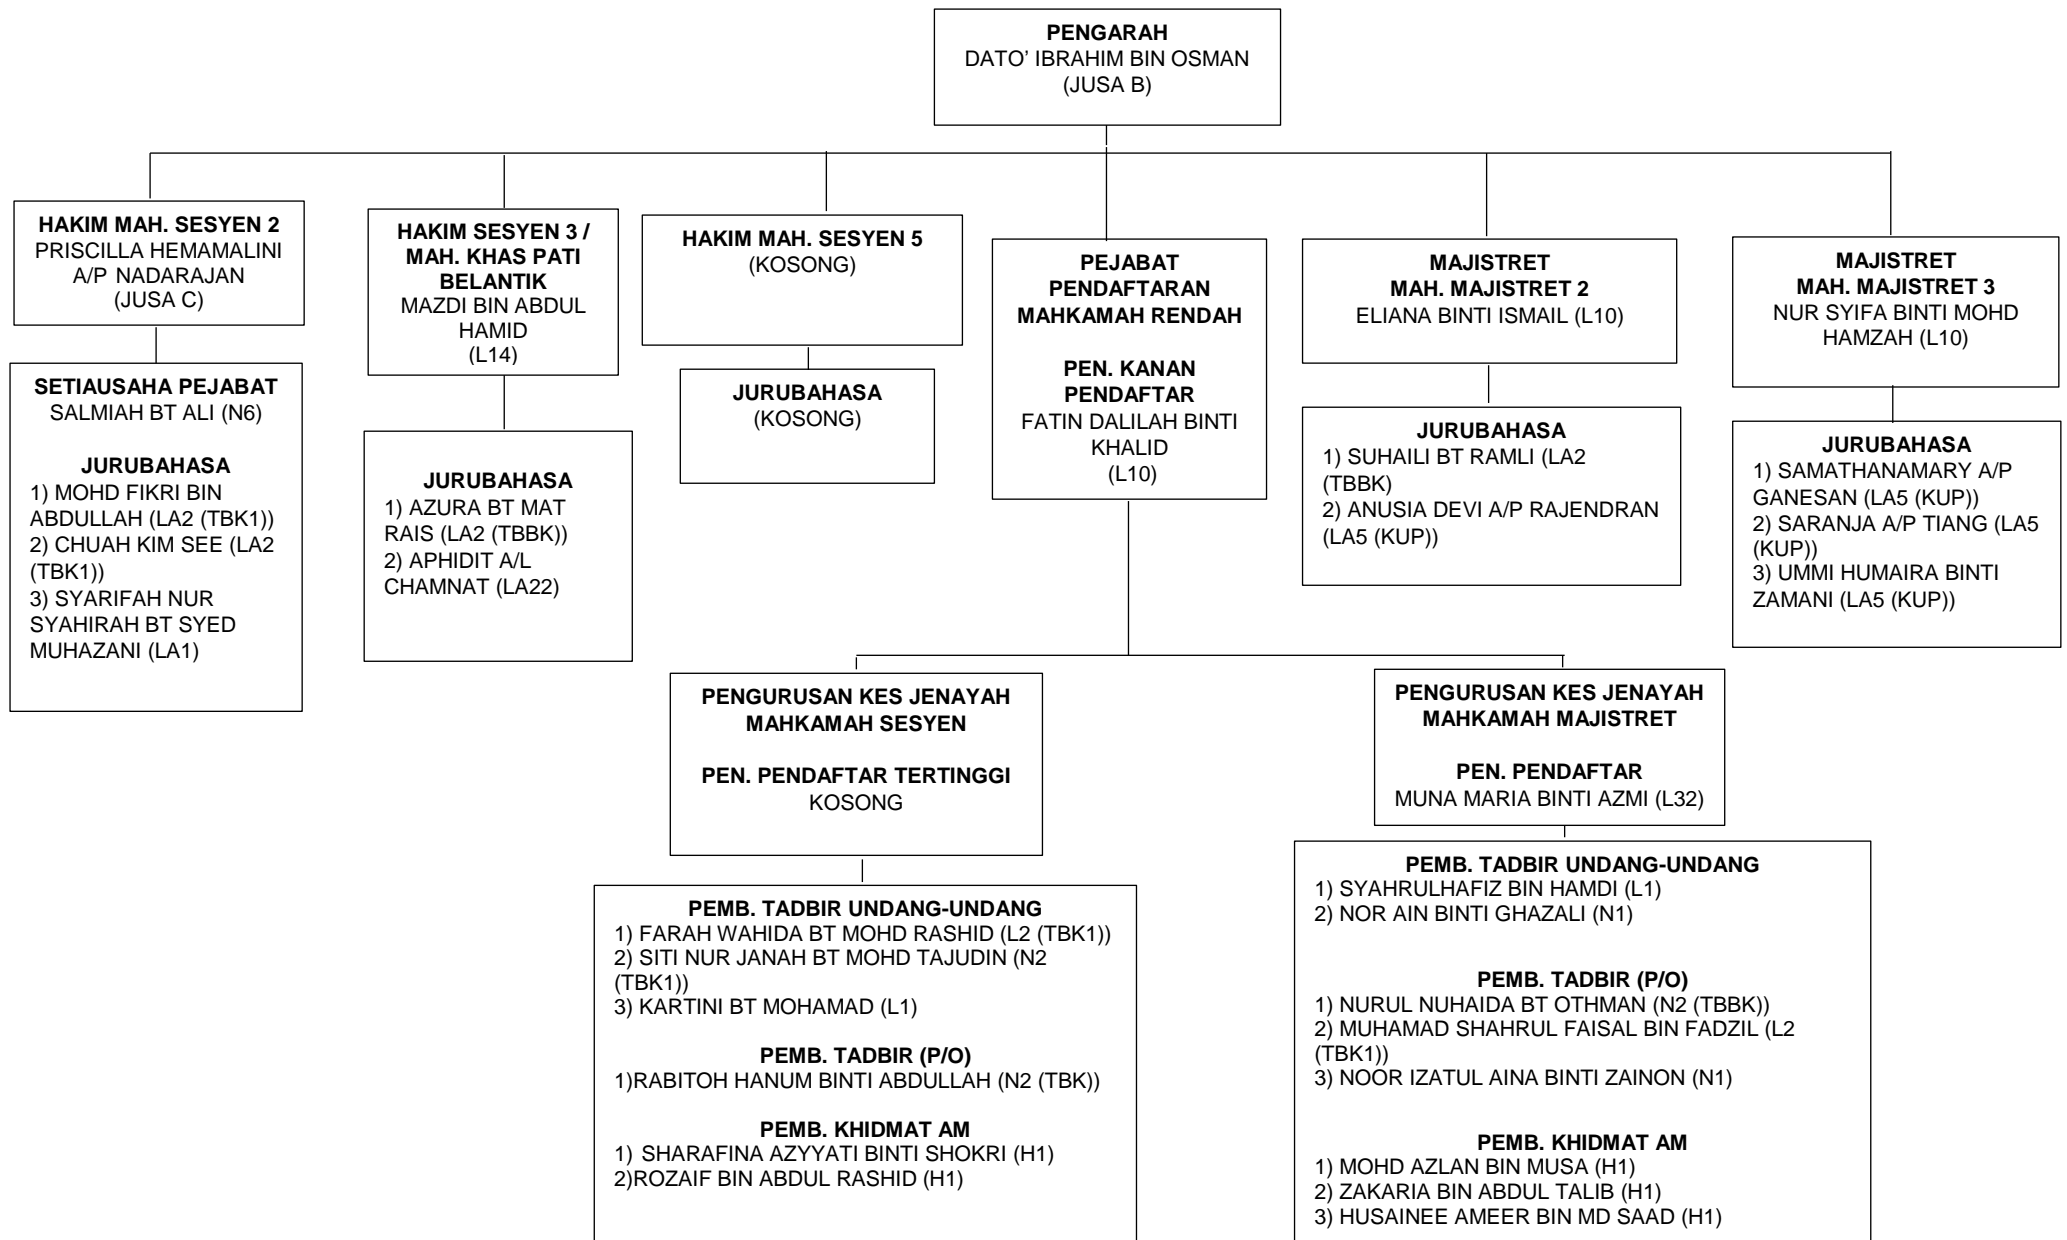 PENGARAH
DATO’ IBRAHIM BIN OSMAN
(JUSA B)
HAKIM MAH. SESYEN 2
PRISCILLA HEMAMALINI
A/P NADARAJAN
(JUSA C)
SETIAUSAHA PEJABAT
SALMIAH BT ALI (N6)
JURUBAHASA
1) MOHD FIKRI BIN
ABDULLAH (LA2 (TBK1))
2) CHUAH KIM SEE (LA2
(TBK1))
3) SYARIFAH NUR
SYAHIRAH BT SYED
MUHAZANI (LA1)
HAKIM SESYEN 3 /
MAH. KHAS PATI
BELANTIK
MAZDI BIN ABDUL
HAMID
(L14)
JURUBAHASA
1) AZURA BT MAT
RAIS (LA2 (TBBK))
2) APHIDIT A/L
CHAMNAT (LA22)
HAKIM MAH. SESYEN 5
(KOSONG)
JURUBAHASA
(KOSONG)
PEJABAT
PENDAFTARAN
MAHKAMAH RENDAH
PEN. KANAN
PENDAFTAR
FATIN DALILAH BINTI
KHALID
(L10)
MAJISTRET
MAH. MAJISTRET 2
ELIANA BINTI ISMAIL (L10)
JURUBAHASA
1) SUHAILI BT RAMLI (LA2
(TBBK)
2) ANUSIA DEVI A/P RAJENDRAN
(LA5 (KUP))
MAJISTRET
MAH. MAJISTRET 3
NUR SYIFA BINTI MOHD
HAMZAH (L10)
JURUBAHASA
1) SAMATHANAMARY A/P
GANESAN (LA5 (KUP))
2) SARANJA A/P TIANG (LA5
(KUP))
3) UMMI HUMAIRA BINTI
ZAMANI (LA5 (KUP))
PENGURUSAN KES JENAYAH
MAHKAMAH SESYEN
PEN. PENDAFTAR TERTINGGI
KOSONG
PEMB. TADBIR UNDANG-UNDANG
1) FARAH WAHIDA BT MOHD RASHID (L2 (TBK1))
2) SITI NUR JANAH BT MOHD TAJUDIN (N2
(TBK1))
3) KARTINI BT MOHAMAD (L1)
PEMB. TADBIR (P/O)
1)RABITOH HANUM BINTI ABDULLAH (N2 (TBK))
PEMB. KHIDMAT AM
1) SHARAFINA AZYYATI BINTI SHOKRI (H1)
2)ROZAIF BIN ABDUL RASHID (H1)
PENGURUSAN KES JENAYAH
MAHKAMAH MAJISTRET
PEN. PENDAFTAR
MUNA MARIA BINTI AZMI (L32)
PEMB. TADBIR UNDANG-UNDANG
1) SYAHRULHAFIZ BIN HAMDI (L1)
2) NOR AIN BINTI GHAZALI (N1)
PEMB. TADBIR (P/O)
1) NURUL NUHAIDA BT OTHMAN (N2 (TBBK))
2) MUHAMAD SHAHRUL FAISAL BIN FADZIL (L2
(TBK1))
3) NOOR IZATUL AINA BINTI ZAINON (N1)
PEMB. KHIDMAT AM
1) MOHD AZLAN BIN MUSA (H1)
2) ZAKARIA BIN ABDUL TALIB (H1)
3) HUSAINEE AMEER BIN MD SAAD (H1)